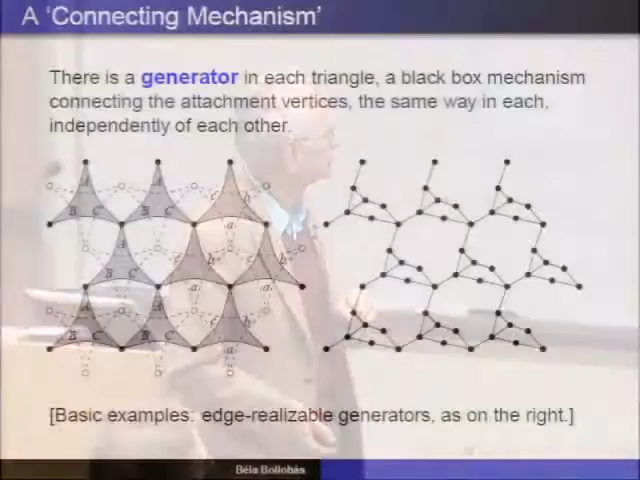 A ‘Connecting Mechanism’
There is a generator in each triangle, a black box mechanism
connecting the attachment vertices, the same way in each,
independently of each other.
[Basic examples: edge-realizable generators, as on the right.]
Béla Bollobás